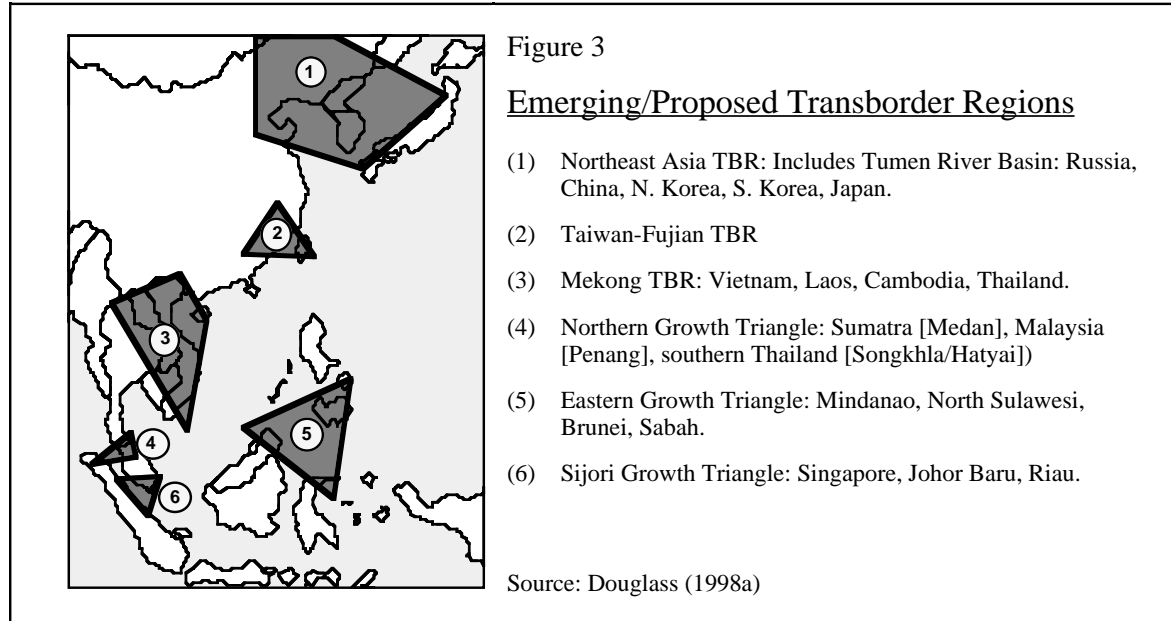 Figure 3
Emerging/Proposed Transborder Regions
(1) Northeast Asia TBR: Includes Tumen River Basin: Russia,
China, N. Korea, S. Korea, Japan.
(2) Taiwan-Fujian TBR
(3) Mekong TBR: Vietnam, Laos, Cambodia, Thailand.
(4) Northern Growth Triangle: Sumatra [Medan], Malaysia
[Penang], southern Thailand [Songkhla/Hatyai])
(5) Eastern Growth Triangle: Mindanao, North Sulawesi,
Brunei, Sabah.
(6) Sijori Growth Triangle: Singapore, Johor Baru, Riau.
Source: Douglass (1998a)
1
2
3
4
5
6